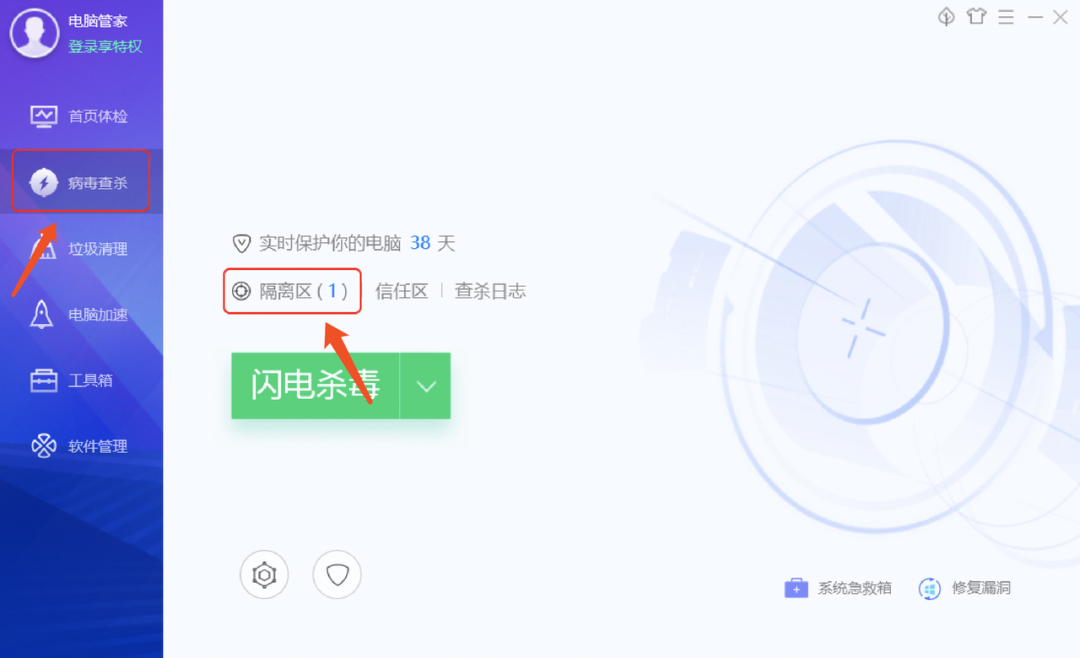 电脑管家
登录享特权
首页体检
病毒查杀
垃圾清理
电脑加速
工具箱
软件管理
实时保护你的电脑 38 天
隔离区 ( 1 ) 信任区 查杀日志
闪电杀毒
系统急救箱 修复漏洞